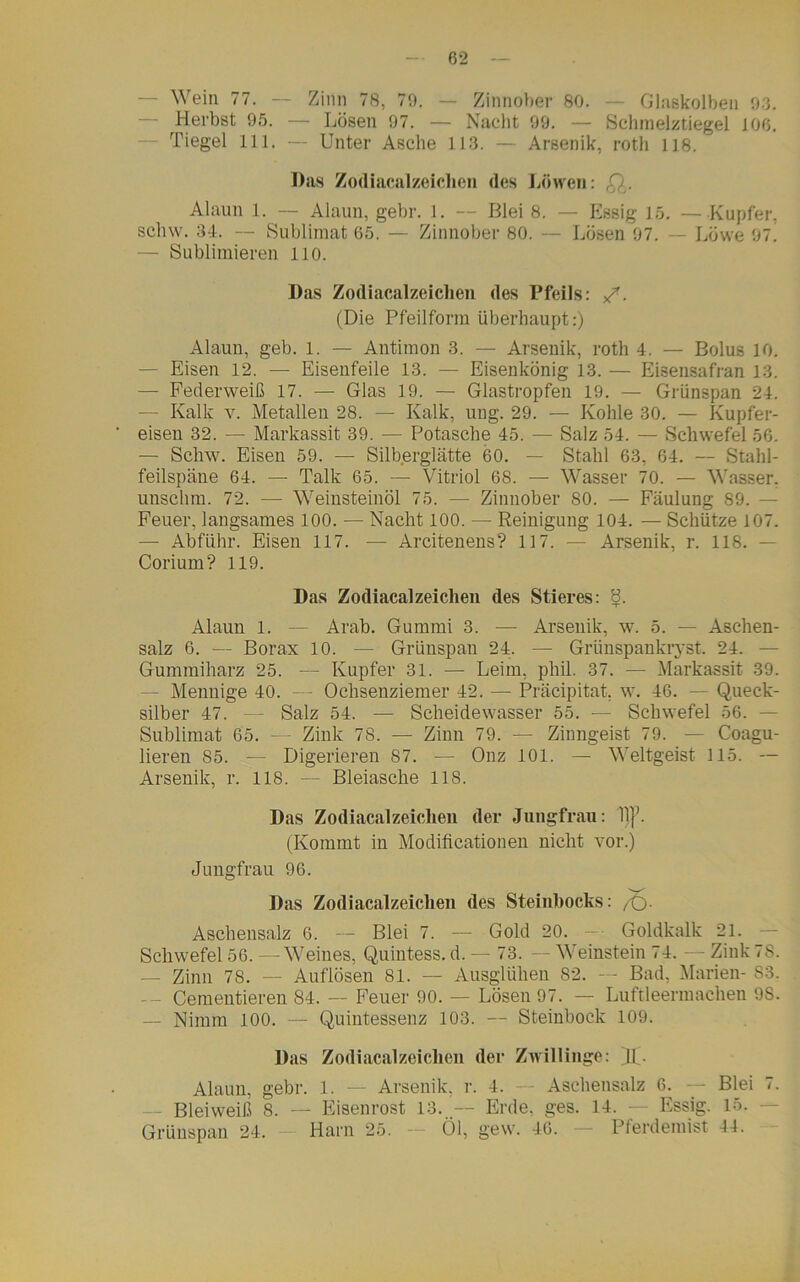 — 62 —
— Wein 77. — Zinn 78, 79. — Zinnober 80. — Glaskolben 93.
— Herbst 95. — Lösen 97. — Nacht 99. — Schmelztiegel 106.
— Tiegel 111. — Unter Asche 113. — Arsenik, roth 118.
Das Zodiacalzeichen des Löwen: ♌.
Alaun 1. — Alaun, gebr. 1. — Blei 8. — Essig 15. — Kupfer,
schw. 34. — Sublimat 65. — Zinnober 80. — Lösen 97. — Löwe 97.
— Sublimieren 110.
Das Zodiacalzeichen des Pfeils: ♐.
(Die Pfeilform überhaupt:)
Alaun, geb. 1. — Antimon 3. — Arsenik, roth 4. — Bolus 10.
— Eisen 12. — Eisenfeile 13. — Eisenkönig 13. — Eisensafran 13.
— Federweiß 17. — Glas 19. — Glastropfen 19. — Grünspan 24.
— Kalk v. Metallen 28. — Kalk, ung. 29. — Kohle 30. — Kupfer-
eisen 32. — Markassit 39. — Potasche 45. — Salz 54. — Schwefel 56.
— Schw. Eisen 59. — Silberglätte 60. — Stahl 63, 64. — Stahl-
feilspäne 64. — Talk 65. — Vitriol 68. — Wasser 70. — Wasser,
unschm. 72. — Weinsteinöl 75. — Zinnober 80. — Fäulung 89. —
Feuer, langsames 100. — Nacht 100. — Reinigung 104. — Schütze 107.
— Abführ. Eisen 117. — Arcitenens? 117. — Arsenik, r. 118. —
Corium? 119.
Das Zodiacalzeichen des Stieres: ♉.
Alaun 1. — Arab. Gummi 3. — Arsenik, w. 5. — Aschen-
salz 6. — Borax 10. — Grünspan 24. — Grünspankryst. 24. —
Gummiharz 25. — Kupfer 31. — Leim, phil. 37. — Markassit 39.
— Mennige 40. — Ochsenziemer 42. — Präcipitat, w. 46. — Queck-
silber 47. — Salz 54. — Scheidewasser 55. — Schwefel 56. —
Sublimat 65. — Zink 78. — Zinn 79. — Zinngeist 79. — Coagu-
lieren 85. — Digerieren 87. — Onz 101. — Weltgeist 115. —
Arsenik, r. 118. — Bleiasche 118.
Das Zodiacalzeichen der Jungfrau: ♍.
(Kommt in Modificationen nicht vor.)
Jungfrau 96.
Das Zodiacalzeichen des Steinbocks: ♑.
Aschensalz 6. — Blei 7. — Gold 20. — Goldkalk 21. —
Schwefel 56. — Weines, Quintess. d. — 73. — Weinstein 74. — Zink 78.
— Zinn 78. — Auflösen 81. — Ausglühen 82. — Bad, Marien- 83.
— Cementieren 84. — Feuer 90. — Lösen 97. — Luftleermachen 98.
— Nimm 100. — Quintessenz 103. — Steinbock 109.
Das Zodiacalzeichen der Zwillinge: ♊.
Alaun, gebr. 1. — Arsenik, r. 4. — Aschensalz 6. — Blei 7.
— Bleiweiß 8. — Eisenrost 13. — Erde, ges. 14. — Essig. 15. —
Grünspan 24. — Harn 25. — Öl, gew. 46. — Pferdemist 44. —